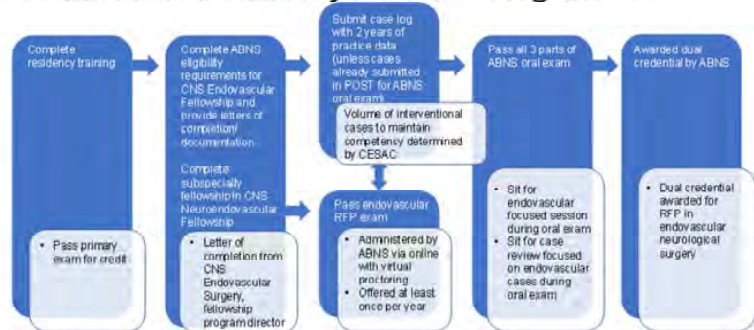 Complete
residency training
• Pass primary
exam for credit
Complete ABNS
eligibility
requirements for
CNS Endovascular
Fellowship and
provide letters of
completion/
documentation
Complete
subspecialty
fellowship in CNS
Neuroendovascular
Fellowship
• Letter of
completion from
CNS
Endovascular
Surgery,
fellowship
program director
Submit case log
with 2 years of
practice data
(unless cases
already submitted
in POST for ABNS
oral exam)
Volume of interventional
cases to maintain
competency determined
by CESAC
Pass endovascular
RFP exam
• Administered by
ABNS via online
with virtual
proctoring
• Offered at least
once per year
Pass all 3 parts of
ABNS oral exam
• Sit for
endovascular
focused session
during oral exam
• Sit for case
review focused
on endovascular
cases during
oral exam
Awarded dual
credential by ABNS
• Dual credential
awarded for
RFP in
endovascular
neurological
surgery